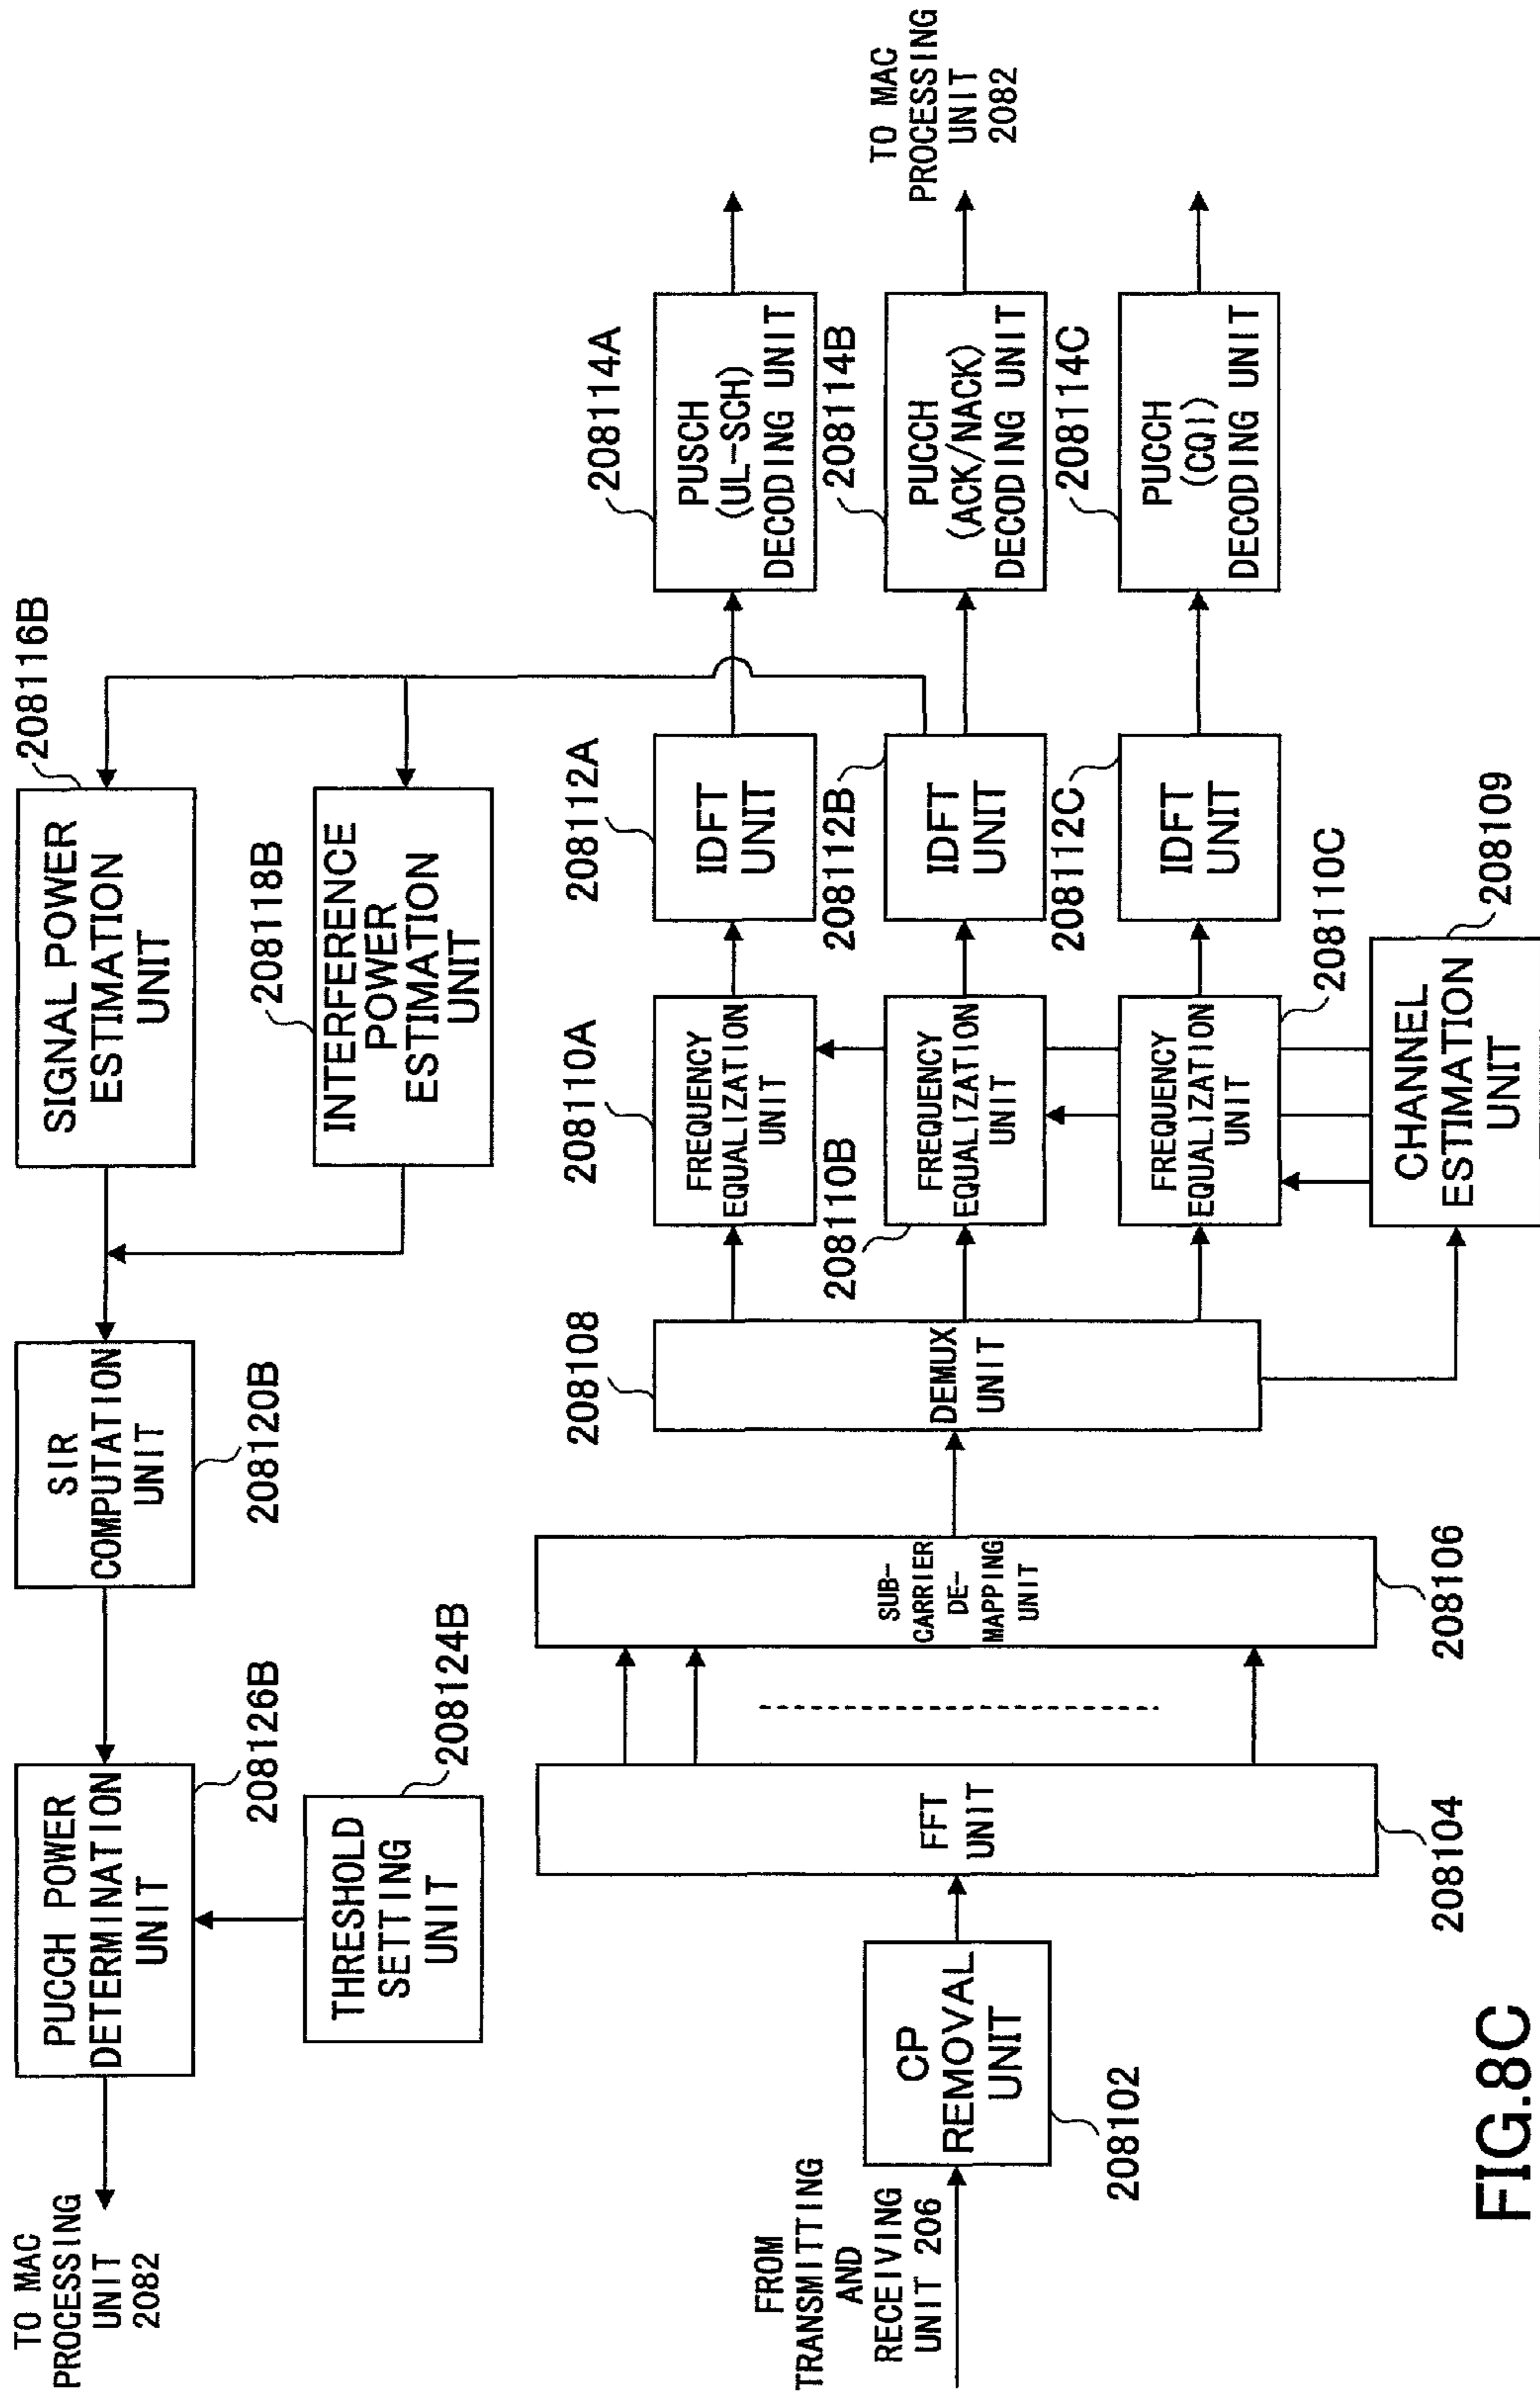 TO MAC
PROCESSING
UNIT
2082
PUCCH POWER
DETERMINATION
UNIT
208126B
THRESHOLD
SETTING
UNIT
208124B
SIR
COMPUTATION
UNIT
208120B
SIGNAL POWER
ESTIMATION
UNIT
208116B
INTERFERENCE
POWER
ESTIMATION
UNIT
208118B
FROM
TRANSMITTING
AND
RECEIVING
UNIT 206
CP
REMOVAL
UNIT
208102
FFT
UNIT
208104
SUB-
CARRIER
DE-
MAPPING
UNIT
208106
DEMUX
UNIT
208108
FREQUENCY
EQUALIZATION
UNIT
208110A
FREQUENCY
EQUALIZATION
UNIT
208110B
FREQUENCY
EQUALIZATION
UNIT
208110C
CHANNEL
ESTIMATION
UNIT
208109
IDFT
UNIT
208112A
IDFT
UNIT
208112B
IDFT
UNIT
208112C
PUSCH
(UL-SCH)
DECODING UNIT
208114A
PUCCH
(ACK/NACK)
DECODING UNIT
208114B
PUCCH
(CQI)
DECODING UNIT
208114C
TO MAC
PROCESSING
UNIT
2082
FIG.8C